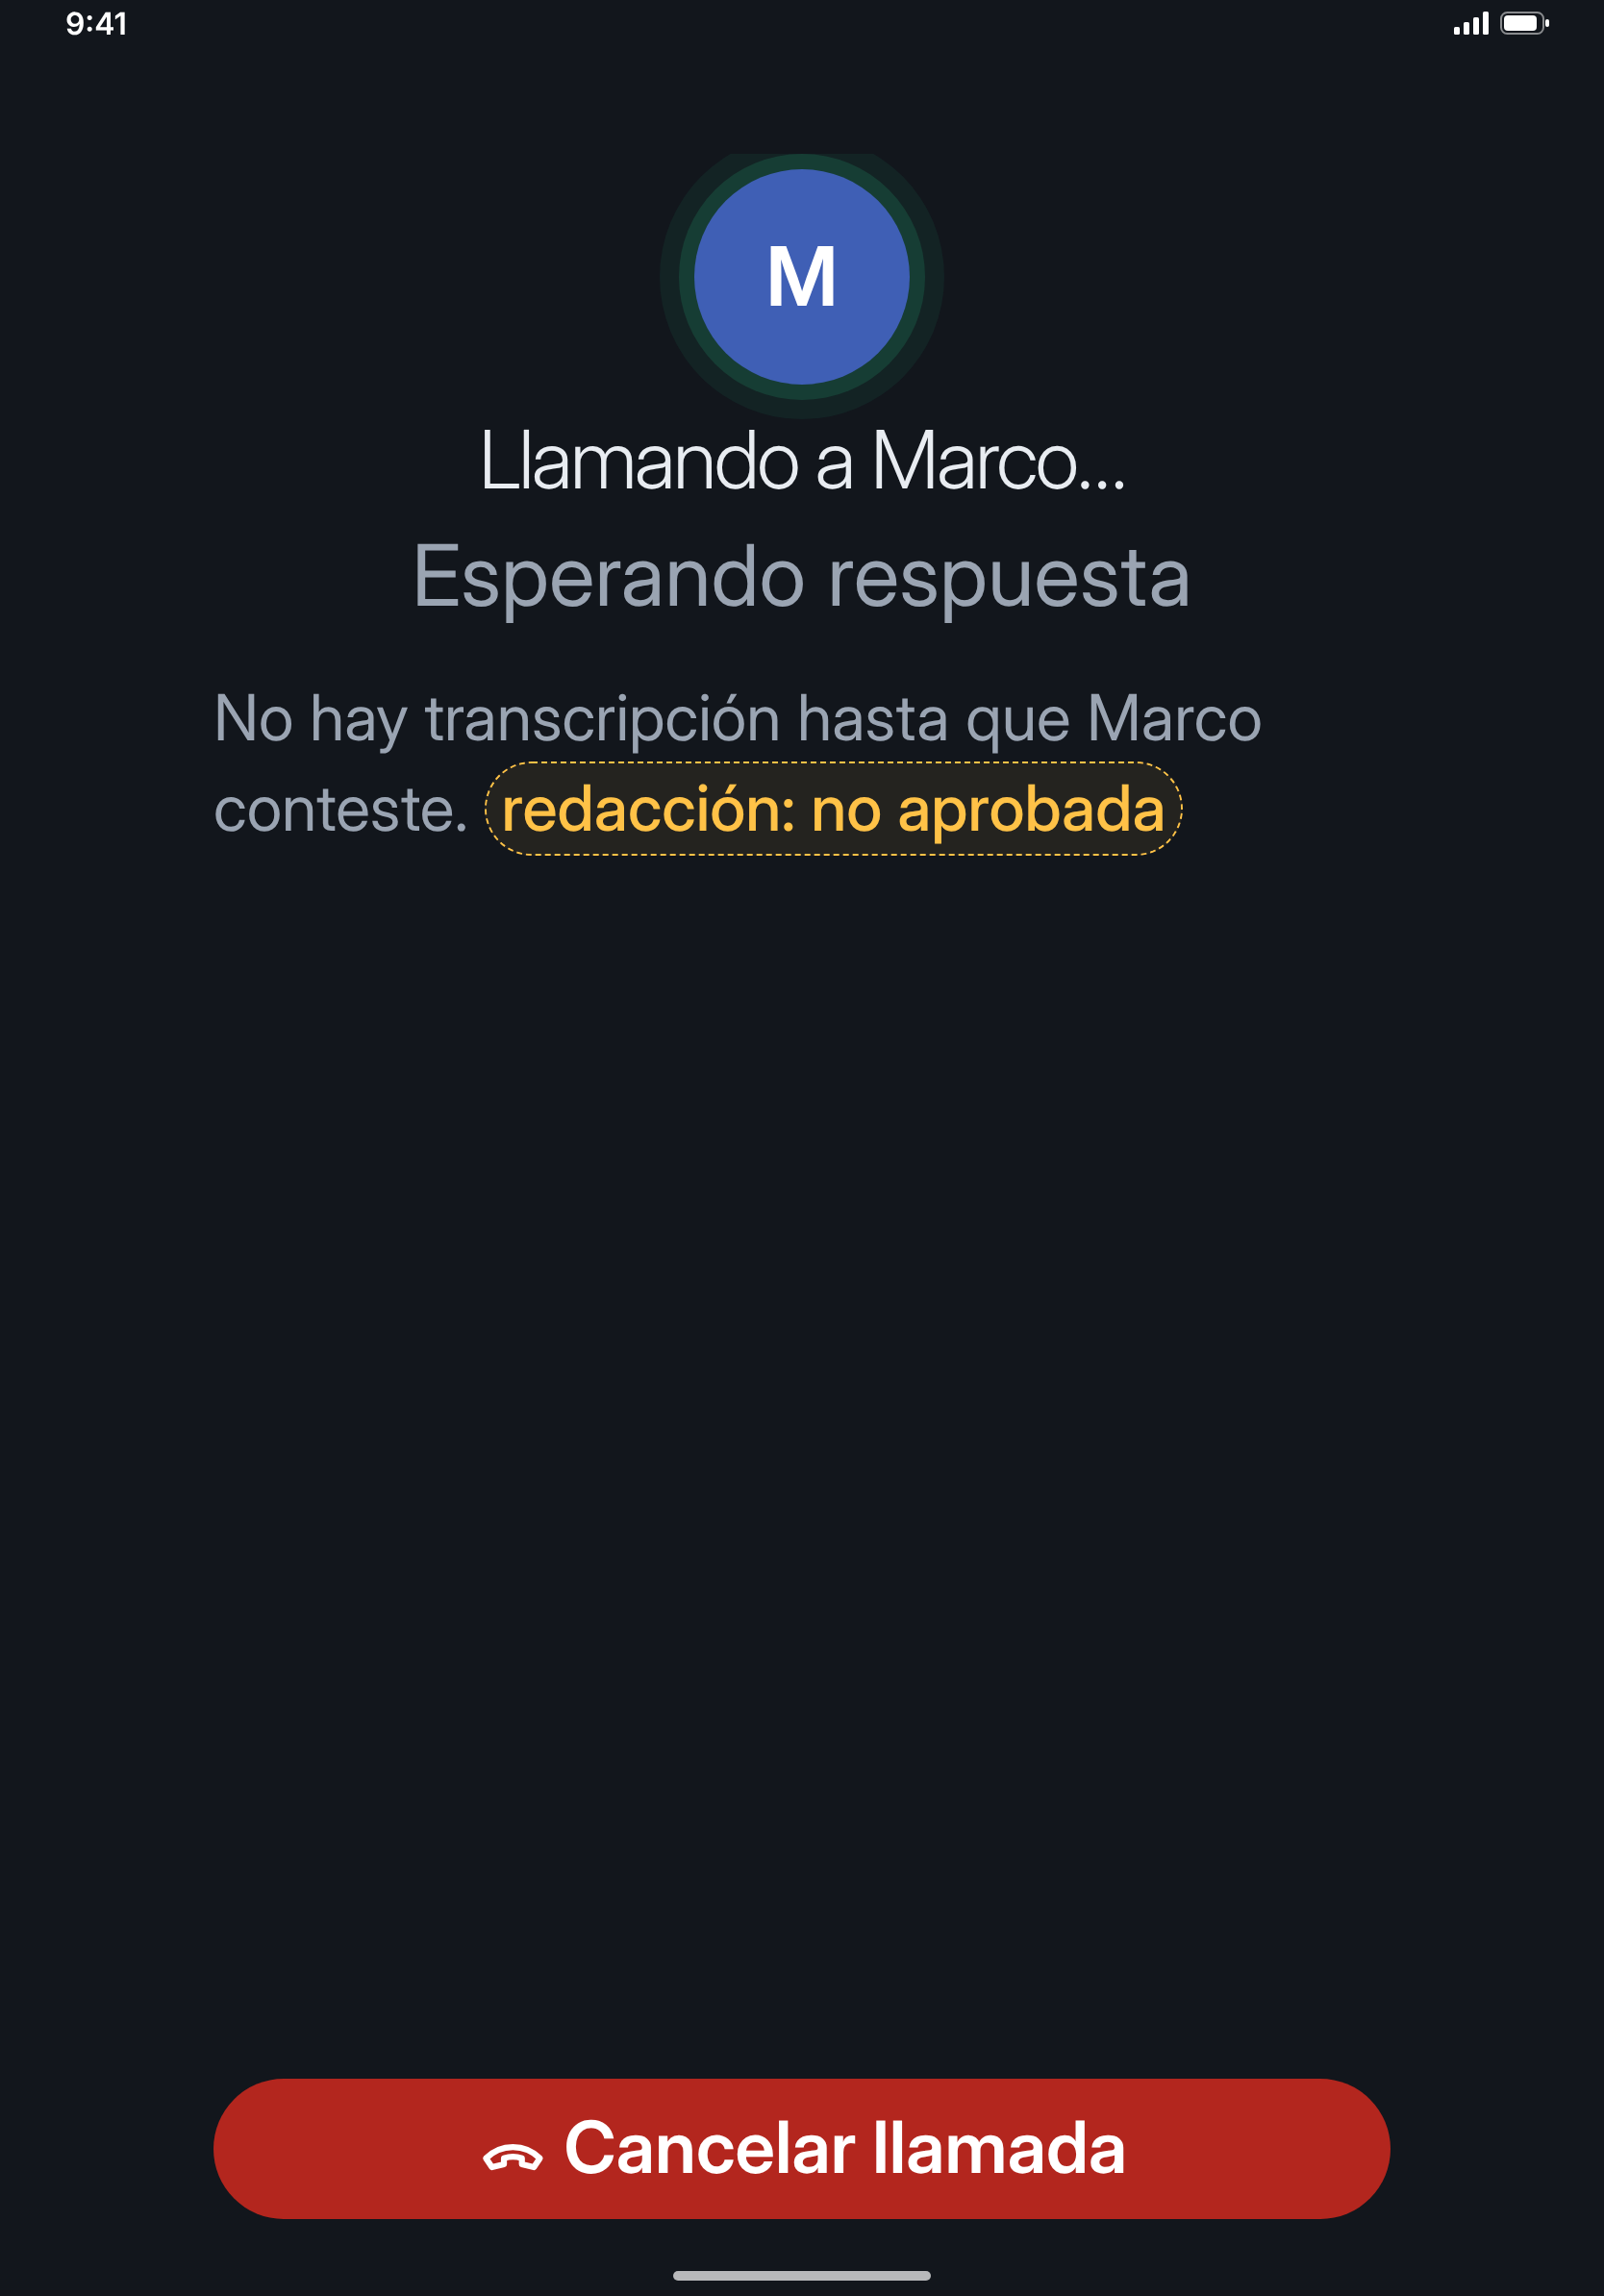 9:41
M
Llamando a Marco...
Esperando respuesta
No hay transcripción hasta que Marco
conteste. redacción: no aprobada
Cancelar llamada